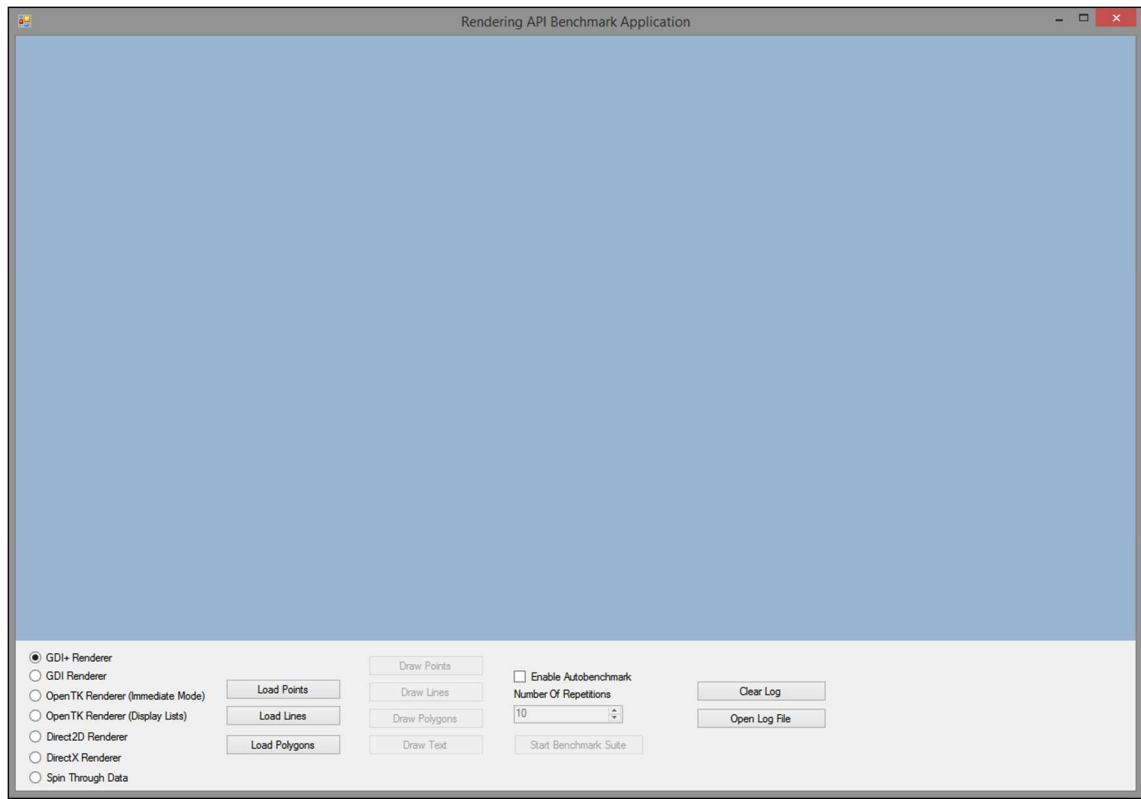 Rendering API Benchmark Application
GDI+ Renderer
GDI Renderer
OpenTK Renderer (Immediate Mode)
OpenTK Renderer (Display Lists)
Direct2D Renderer
DirectX Renderer
Spin Through Data
Load Points
Load Lines
Load Polygons
Draw Points
Draw Lines
Draw Polygons
Draw Text
Enable Autobenchmark
Number Of Repetitions
10
Start Benchmark Suite
Clear Log
Open Log File